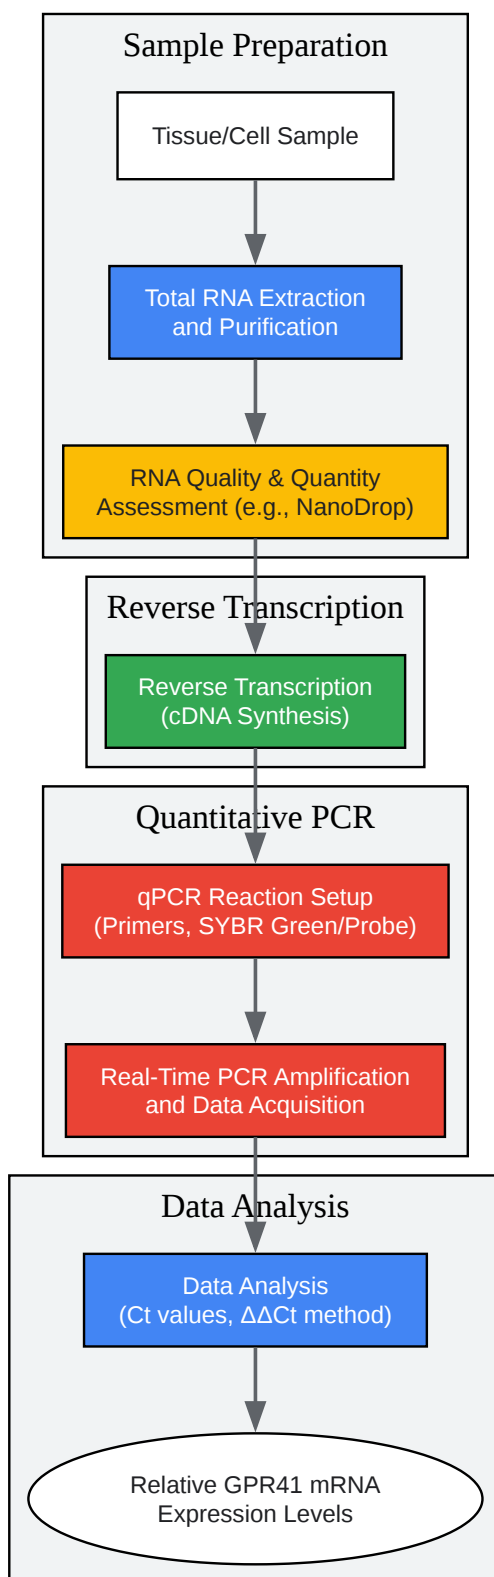 Sample Preparation
Tissue/Cell Sample
Total RNA Extraction
and Purification
RNA Quality & Quantity
Assessment (e.g., NanoDrop)
Reverse Transcription
Reverse Transcription
(cDNA Synthesis)
Quantitative PCR
qPCR Reaction Setup
(Primers, SYBR Green/Probe)
Real-Time PCR Amplification
and Data Acquisition
Data Analysis
Data Analysis
(Ct values, ΔΔCt method)
Relative GPR41 mRNA
Expression Levels